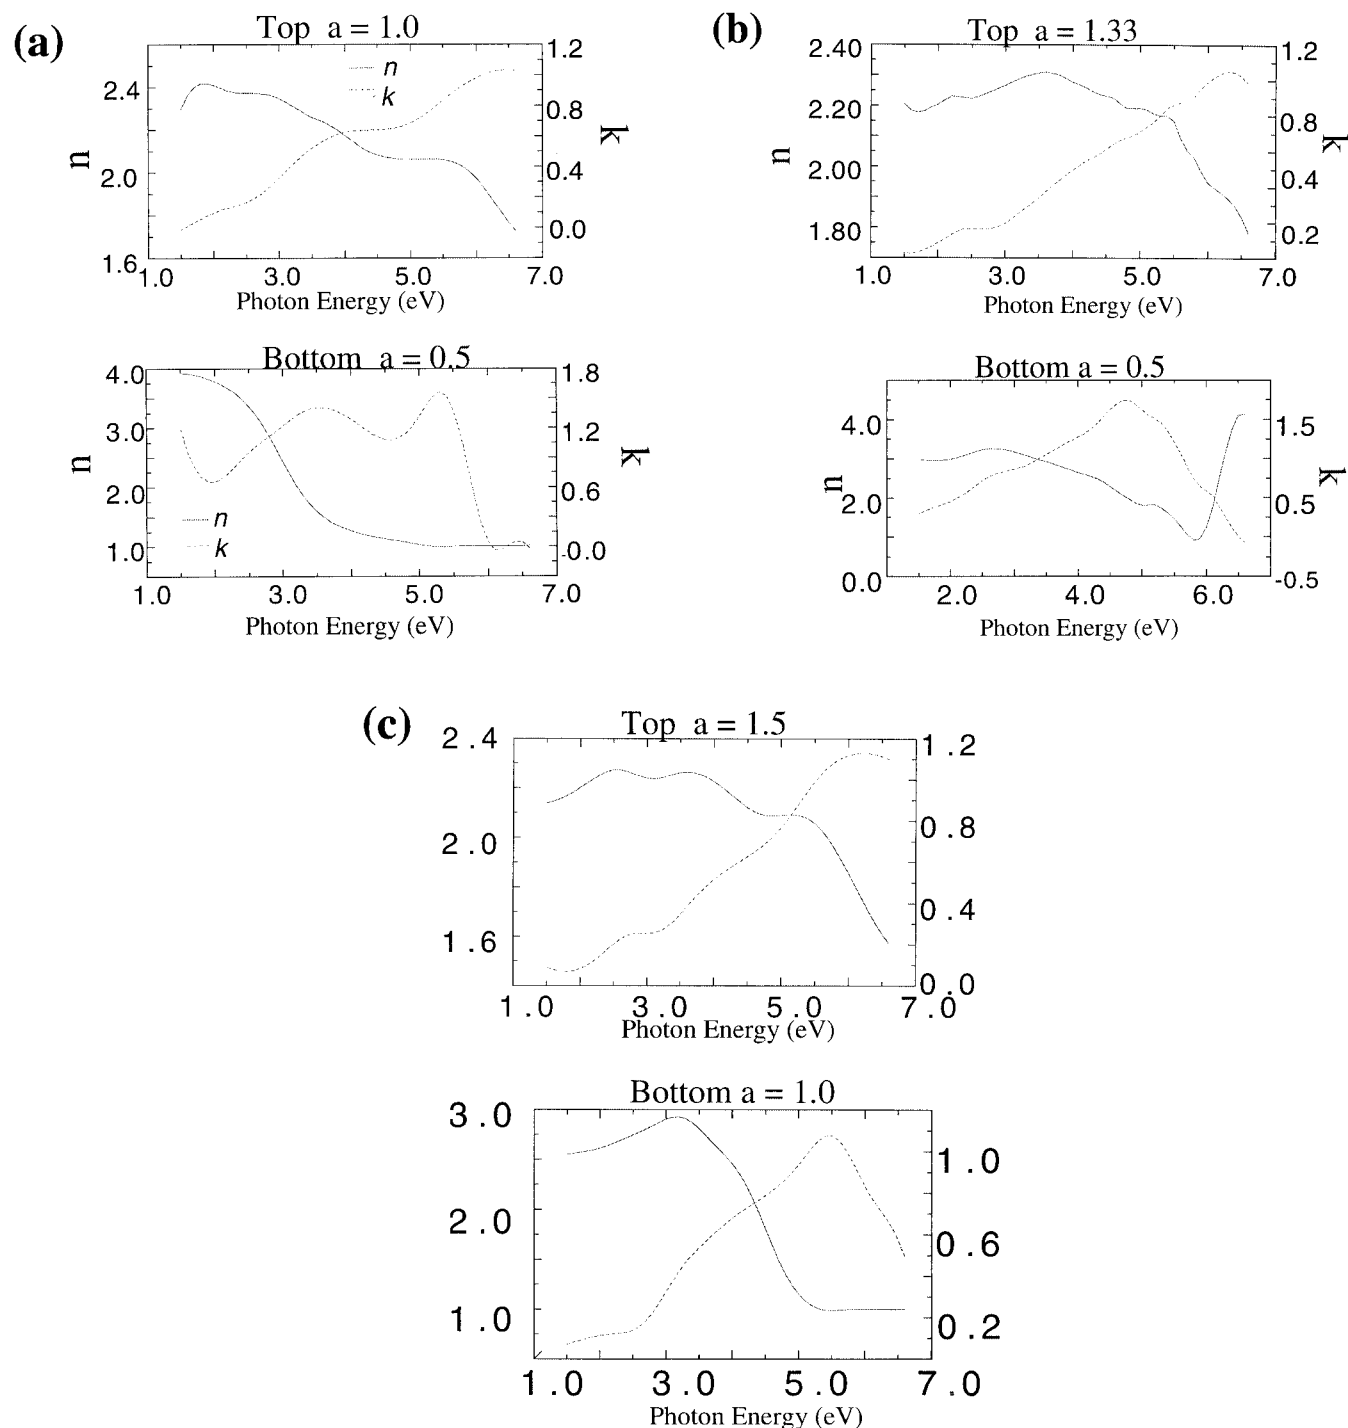 (a)
Top a = 1.0
n
k
2.4
2.0
1.6
1.2
0.8
0.4
0.0
n
k
1.0 3.0 5.0 7.0
Photon Energy (eV)
Bottom a = 0.5
4.0
3.0
2.0
1.0
1.8
1.2
0.6
-0.0
n
k
n
k
1.0 3.0 5.0 7.0
Photon Energy (eV)
(b)
Top a = 1.33
2.40
2.20
2.00
1.80
1.2
1.0
0.8
0.4
0.2
n
k
1.0 3.0 5.0 7.0
Photon Energy (eV)
Bottom a = 0.5
4.0
2.0
0.0
1.5
0.5
-0.5
n
k
2.0 4.0 6.0
Photon Energy (eV)
(c)
Top a = 1.5
2.4
2.0
1.6
1.2
0.8
0.4
0.0
1.0 3.0 5.0 7.0
Photon Energy (eV)
Bottom a = 1.0
3.0
2.0
1.0
1.0
0.6
0.2
1.0 3.0 5.0 7.0
Photon Energy (eV)